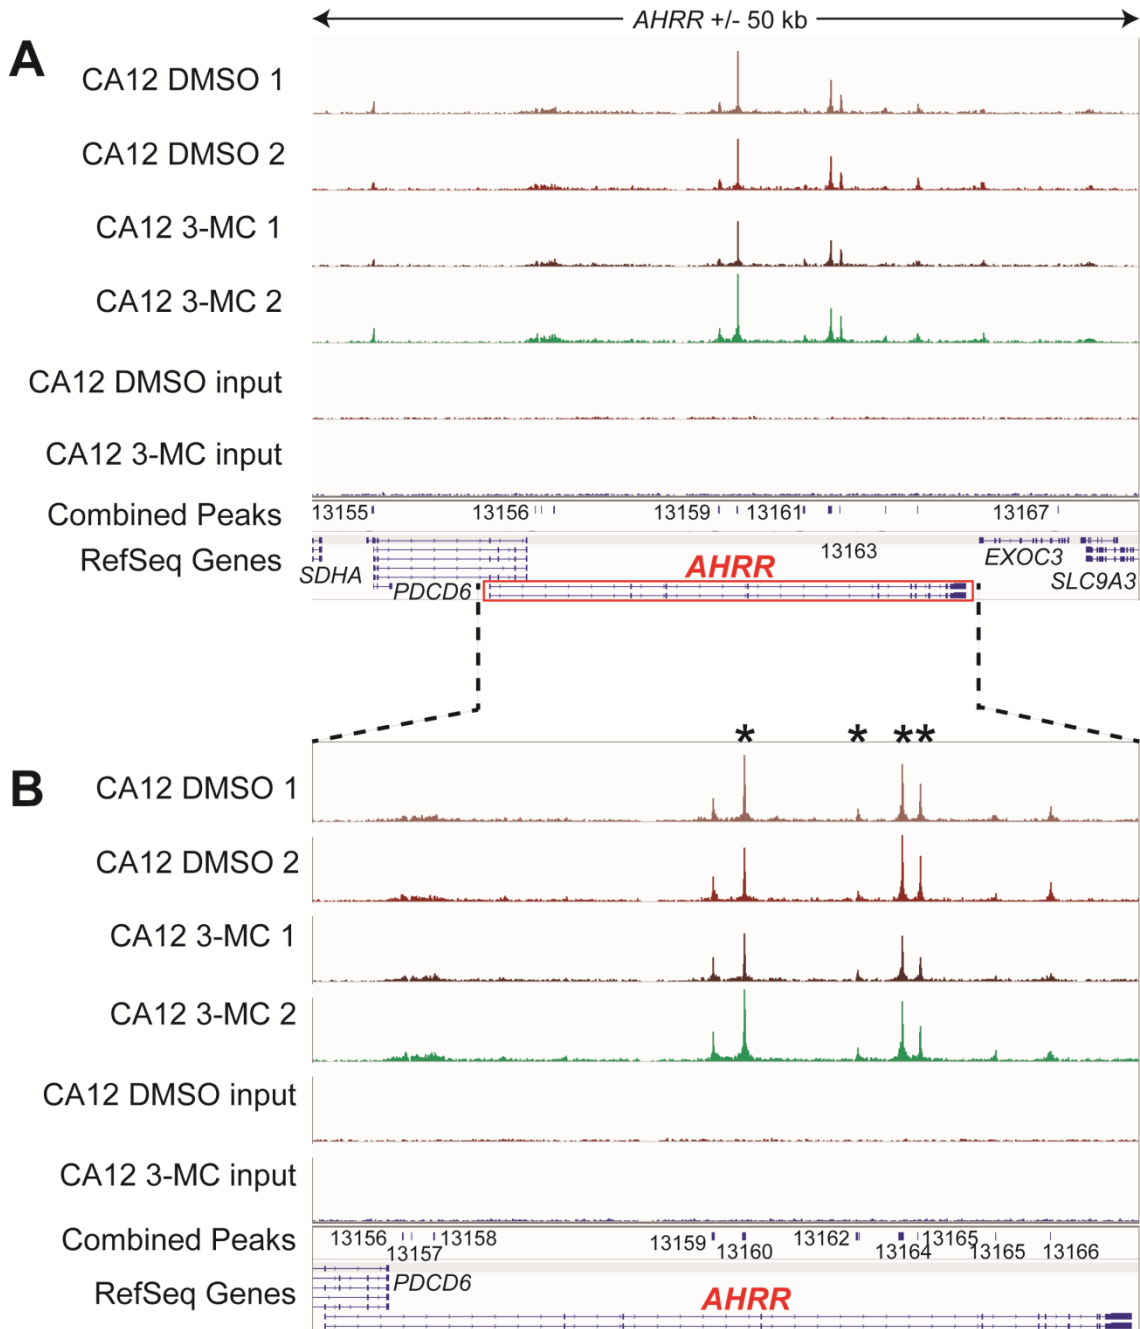 AHRR +/- 50 kb
A
CA12 DMSO 1
CA12 DMSO 2
CA12 3-MC 1
CA12 3-MC 2
CA12 DMSO input
CA12 3-MC input
Combined Peaks 13155 13156 13159 13161 13167
RefSeq Genes SDHA PDCD6 AHRR 13163 EXOC3 SLC9A3
* * * *
B
CA12 DMSO 1
CA12 DMSO 2
CA12 3-MC 1
CA12 3-MC 2
CA12 DMSO input
CA12 3-MC input
Combined Peaks 13156 13157 13158 13159 13160 13162 13164 13165 13165 13166
RefSeq Genes PDCD6 AHRR